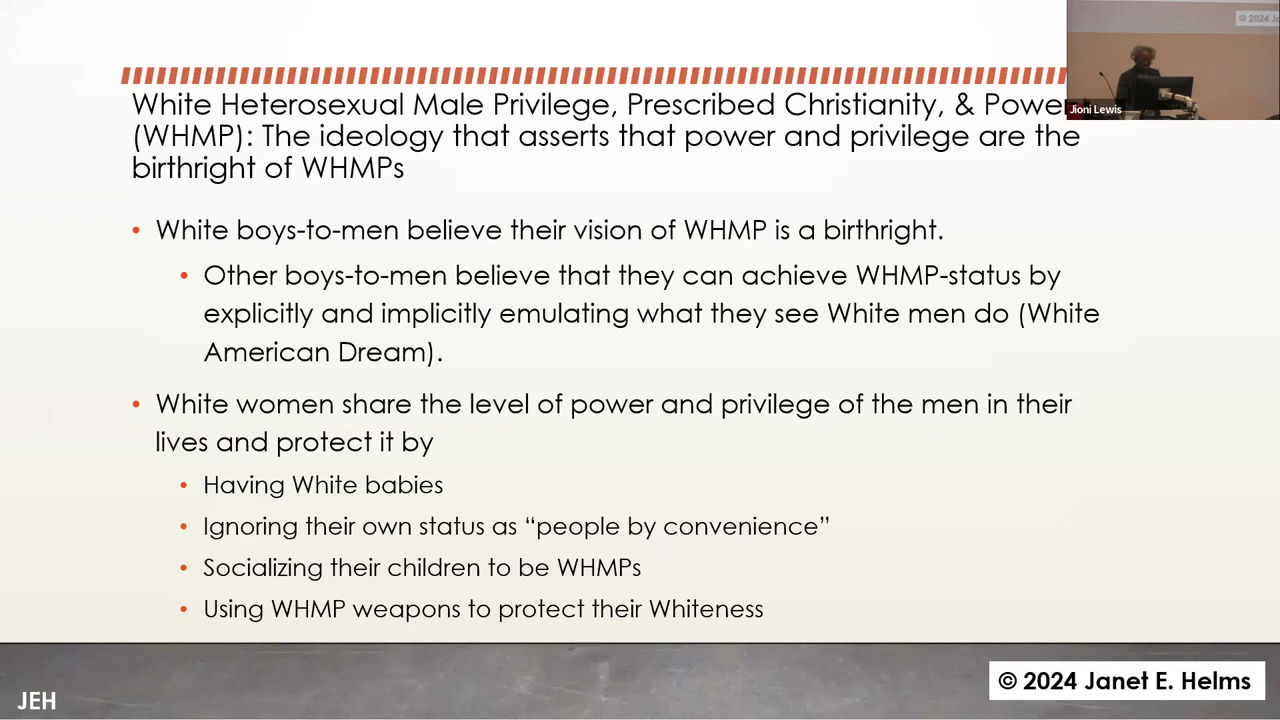 © 2024 Ja
Jioni Lewis
White Heterosexual Male Privilege, Prescribed Christianity, & Power
(WHMP): The ideology that asserts that power and privilege are the
birthright of WHMPs
• White boys-to-men believe their vision of WHMP is a birthright.
• Other boys-to-men believe that they can achieve WHMP-status by
explicitly and implicitly emulating what they see White men do (White
American Dream).
• White women share the level of power and privilege of the men in their
lives and protect it by
• Having White babies
• Ignoring their own status as “people by convenience”
• Socializing their children to be WHMPs
• Using WHMP weapons to protect their Whiteness
JEH
© 2024 Janet E. Helms